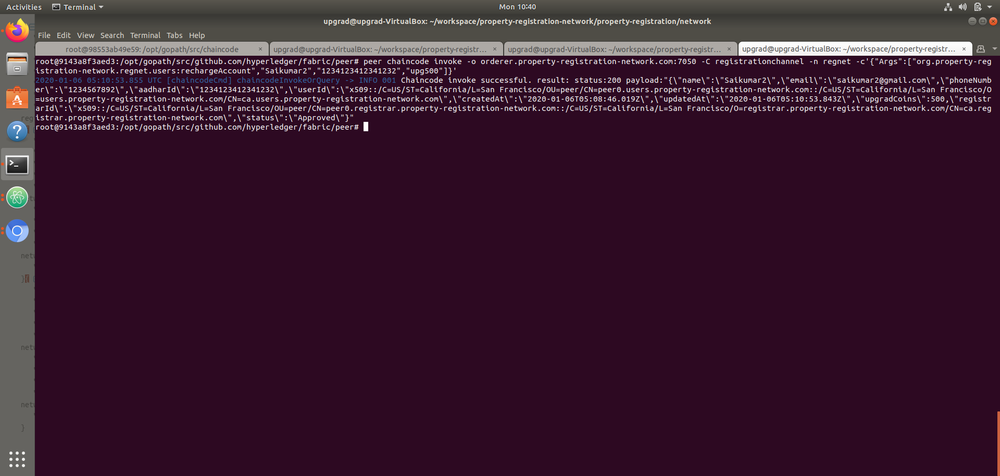 Activities
Terminal
Mon 10:40
upgrad@upgrad-VirtualBox: ~/workspace/property-registration-network/property-registration/network
File Edit View Search Terminal Tabs Help
root@98553ab49e59: /opt/gopath/src/chaincode
upgrad@upgrad-VirtualBox: ~/workspace/property-registr...
upgrad@upgrad-VirtualBox: ~/workspace/property-registr...
upgrad@upgrad-VirtualBox: ~/workspace/property-registr...
root@9143a8f3aed3:/opt/gopath/src/github.com/hyperledger/fabric/peer# peer chaincode invoke -o orderer.property-registration-network.com:7050 -C registrationchannel -n regnet -c'{"Args":["org.property-reg
istration-network.regnet.users:rechargeAccount","Saikumar2","1234123412341232","upg500"]}'
2020-01-06 05:10:53.855 UTC [chaincodeCmd] chaincodeInvokeOrQuery -> INFO 001 Chaincode invoke successful. result: status:200 payload:"{\"name\":\"Saikumar2\",\"email\":\"saikumar2@gmail.com\",\"phoneNumb
er\":\"1234567892\",\"aadharId\":\"1234123412341232\",\"userId\":\"x509::/C=US/ST=California/L=San Francisco/OU=peer/CN=peer0.users.property-registration-network.com::/C=US/ST=California/L=San Francisco/O
=users.property-registration-network.com/CN=ca.users.property-registration-network.com\",\"createdAt\":\"2020-01-06T05:08:46.019Z\",\"updatedAt\":\"2020-01-06T05:10:53.843Z\",\"upgradCoins\":500,\"registr
arId\":\"x509::/C=US/ST=California/L=San Francisco/OU=peer/CN=peer0.registrar.property-registration-network.com::/C=US/ST=California/L=San Francisco/O=registrar.property-registration-network.com/CN=ca.reg
istrar.property-registration-network.com\",\"status\":\"Approved\"}"
root@9143a8f3aed3:/opt/gopath/src/github.com/hyperledger/fabric/peer#